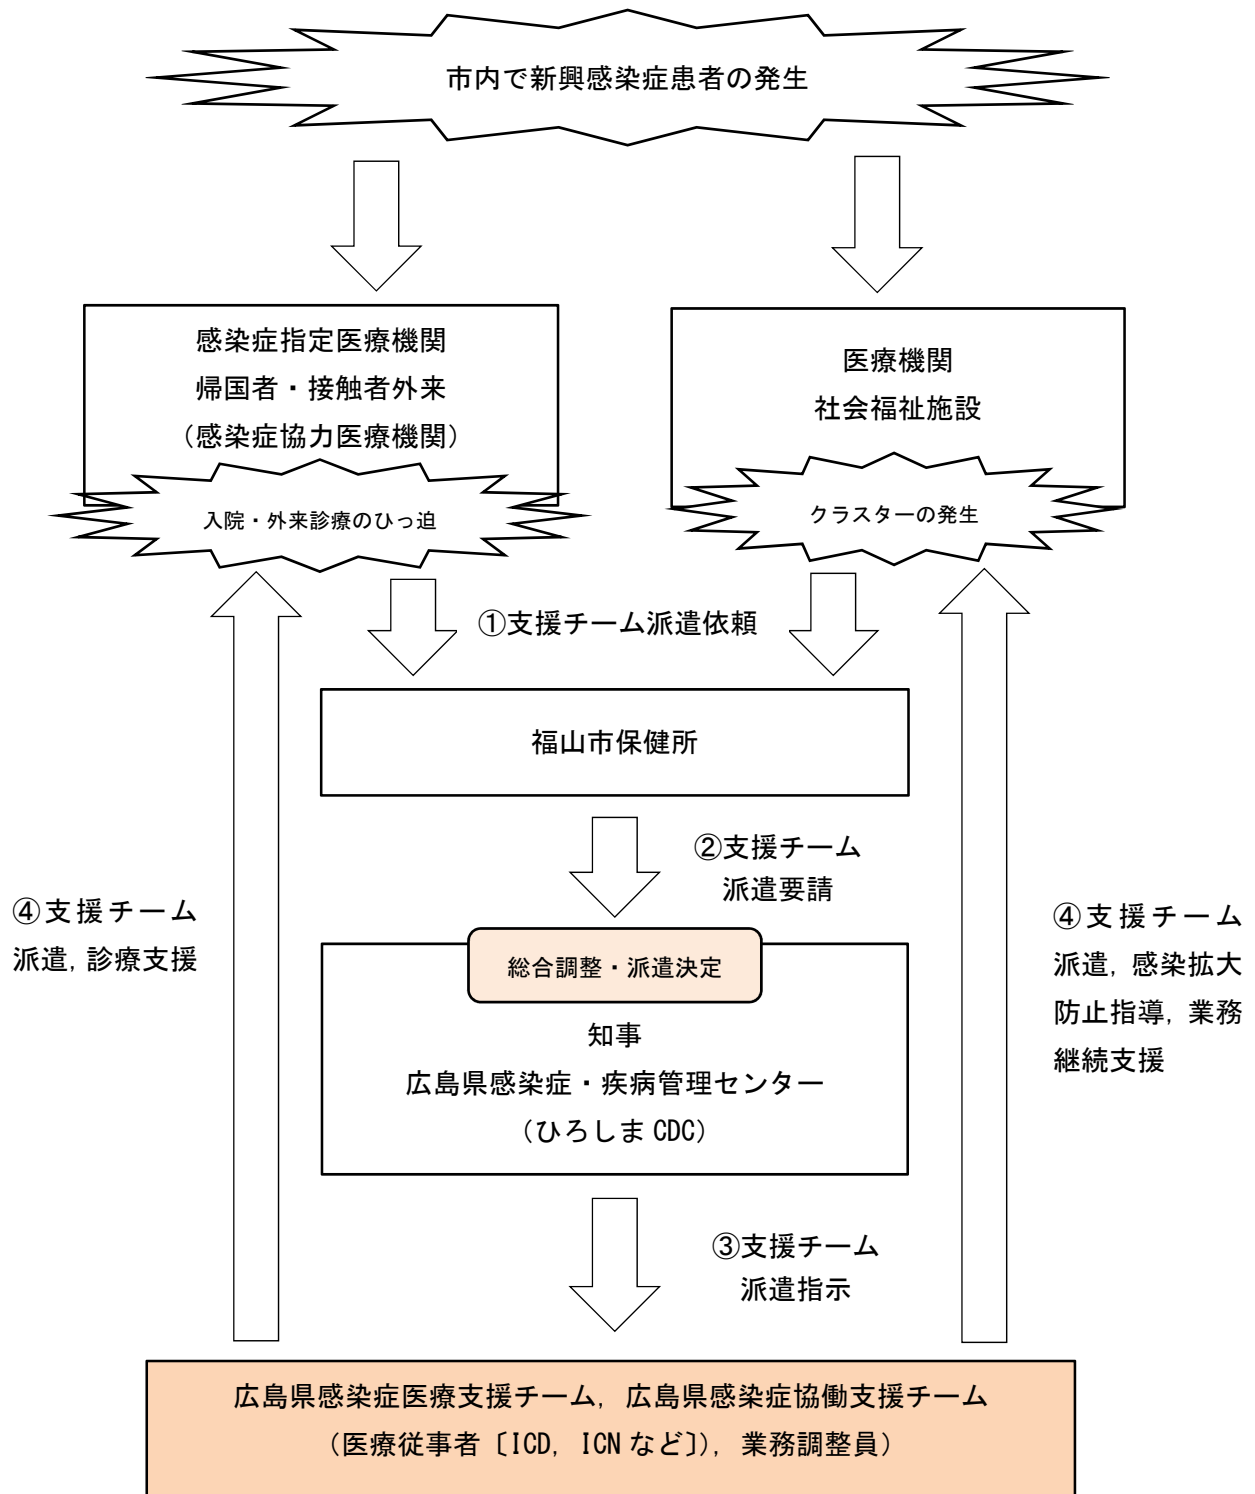 市内で新興感染症患者の発生
感染症指定医療機関
帰国者・接触者外来
（感染症協力医療機関）
入院・外来診療のひっ迫
医療機関
社会福祉施設
クラスターの発生
①支援チーム派遣依頼
福山市保健所
②支援チーム
派遣要請
④支援チーム
派遣，診療支援
④支援チーム
派遣，感染拡大
防止指導，業務
継続支援
総合調整・派遣決定
知事
広島県感染症・疾病管理センター
（ひろしま CDC）
③支援チーム
派遣指示
広島県感染症医療支援チーム，広島県感染症協働支援チーム
（医療従事者〔ICD，ICN など〕），業務調整員）